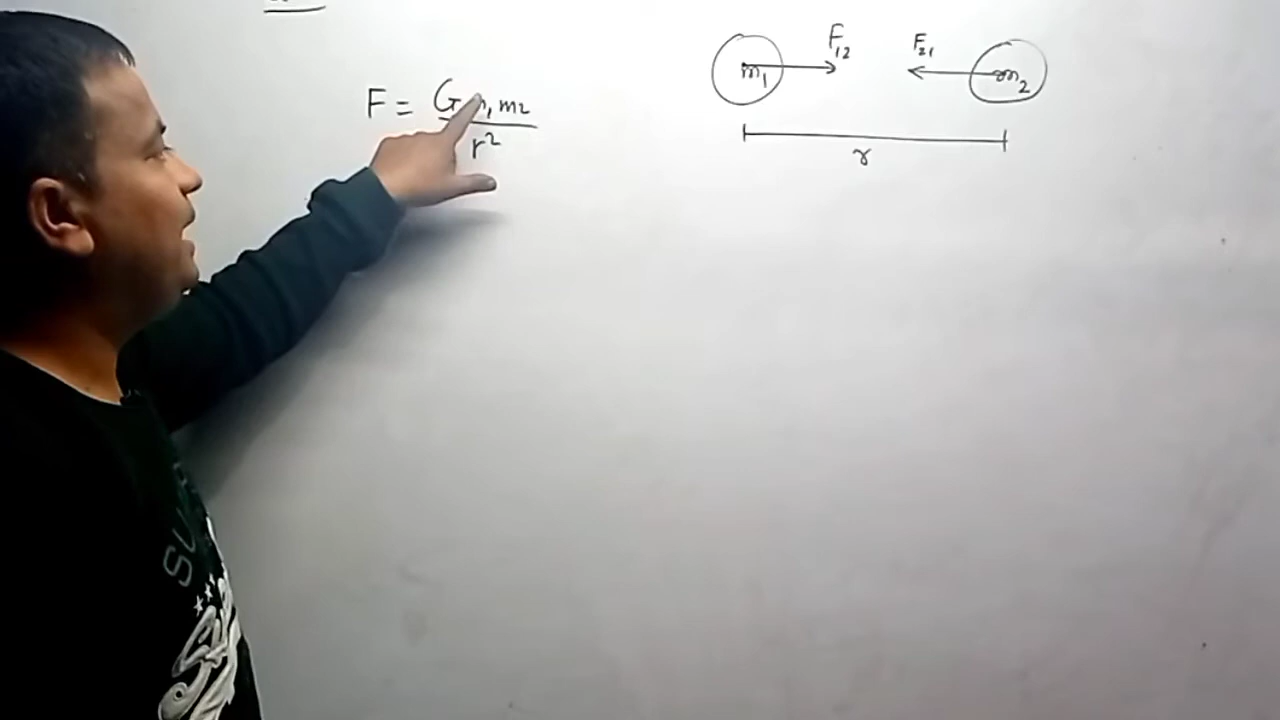 F = G m₁ m₂ / r²
F₁₂
F₂₁
m₁
m₂
r